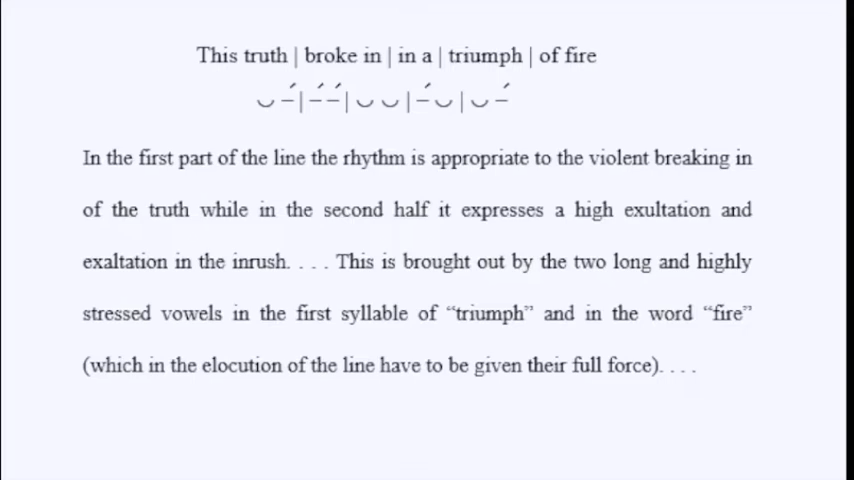 This truth | broke in | in a | triumph | of fire
⏑ –́ | –́ –́ | ⏑ ⏑ | –́ ⏑ | ⏑ –́
In the first part of the line the rhythm is appropriate to the violent breaking in
of the truth while in the second half it expresses a high exultation and
exaltation in the inrush. . . . This is brought out by the two long and highly
stressed vowels in the first syllable of “triumph” and in the word “fire”
(which in the elocution of the line have to be given their full force). . . .